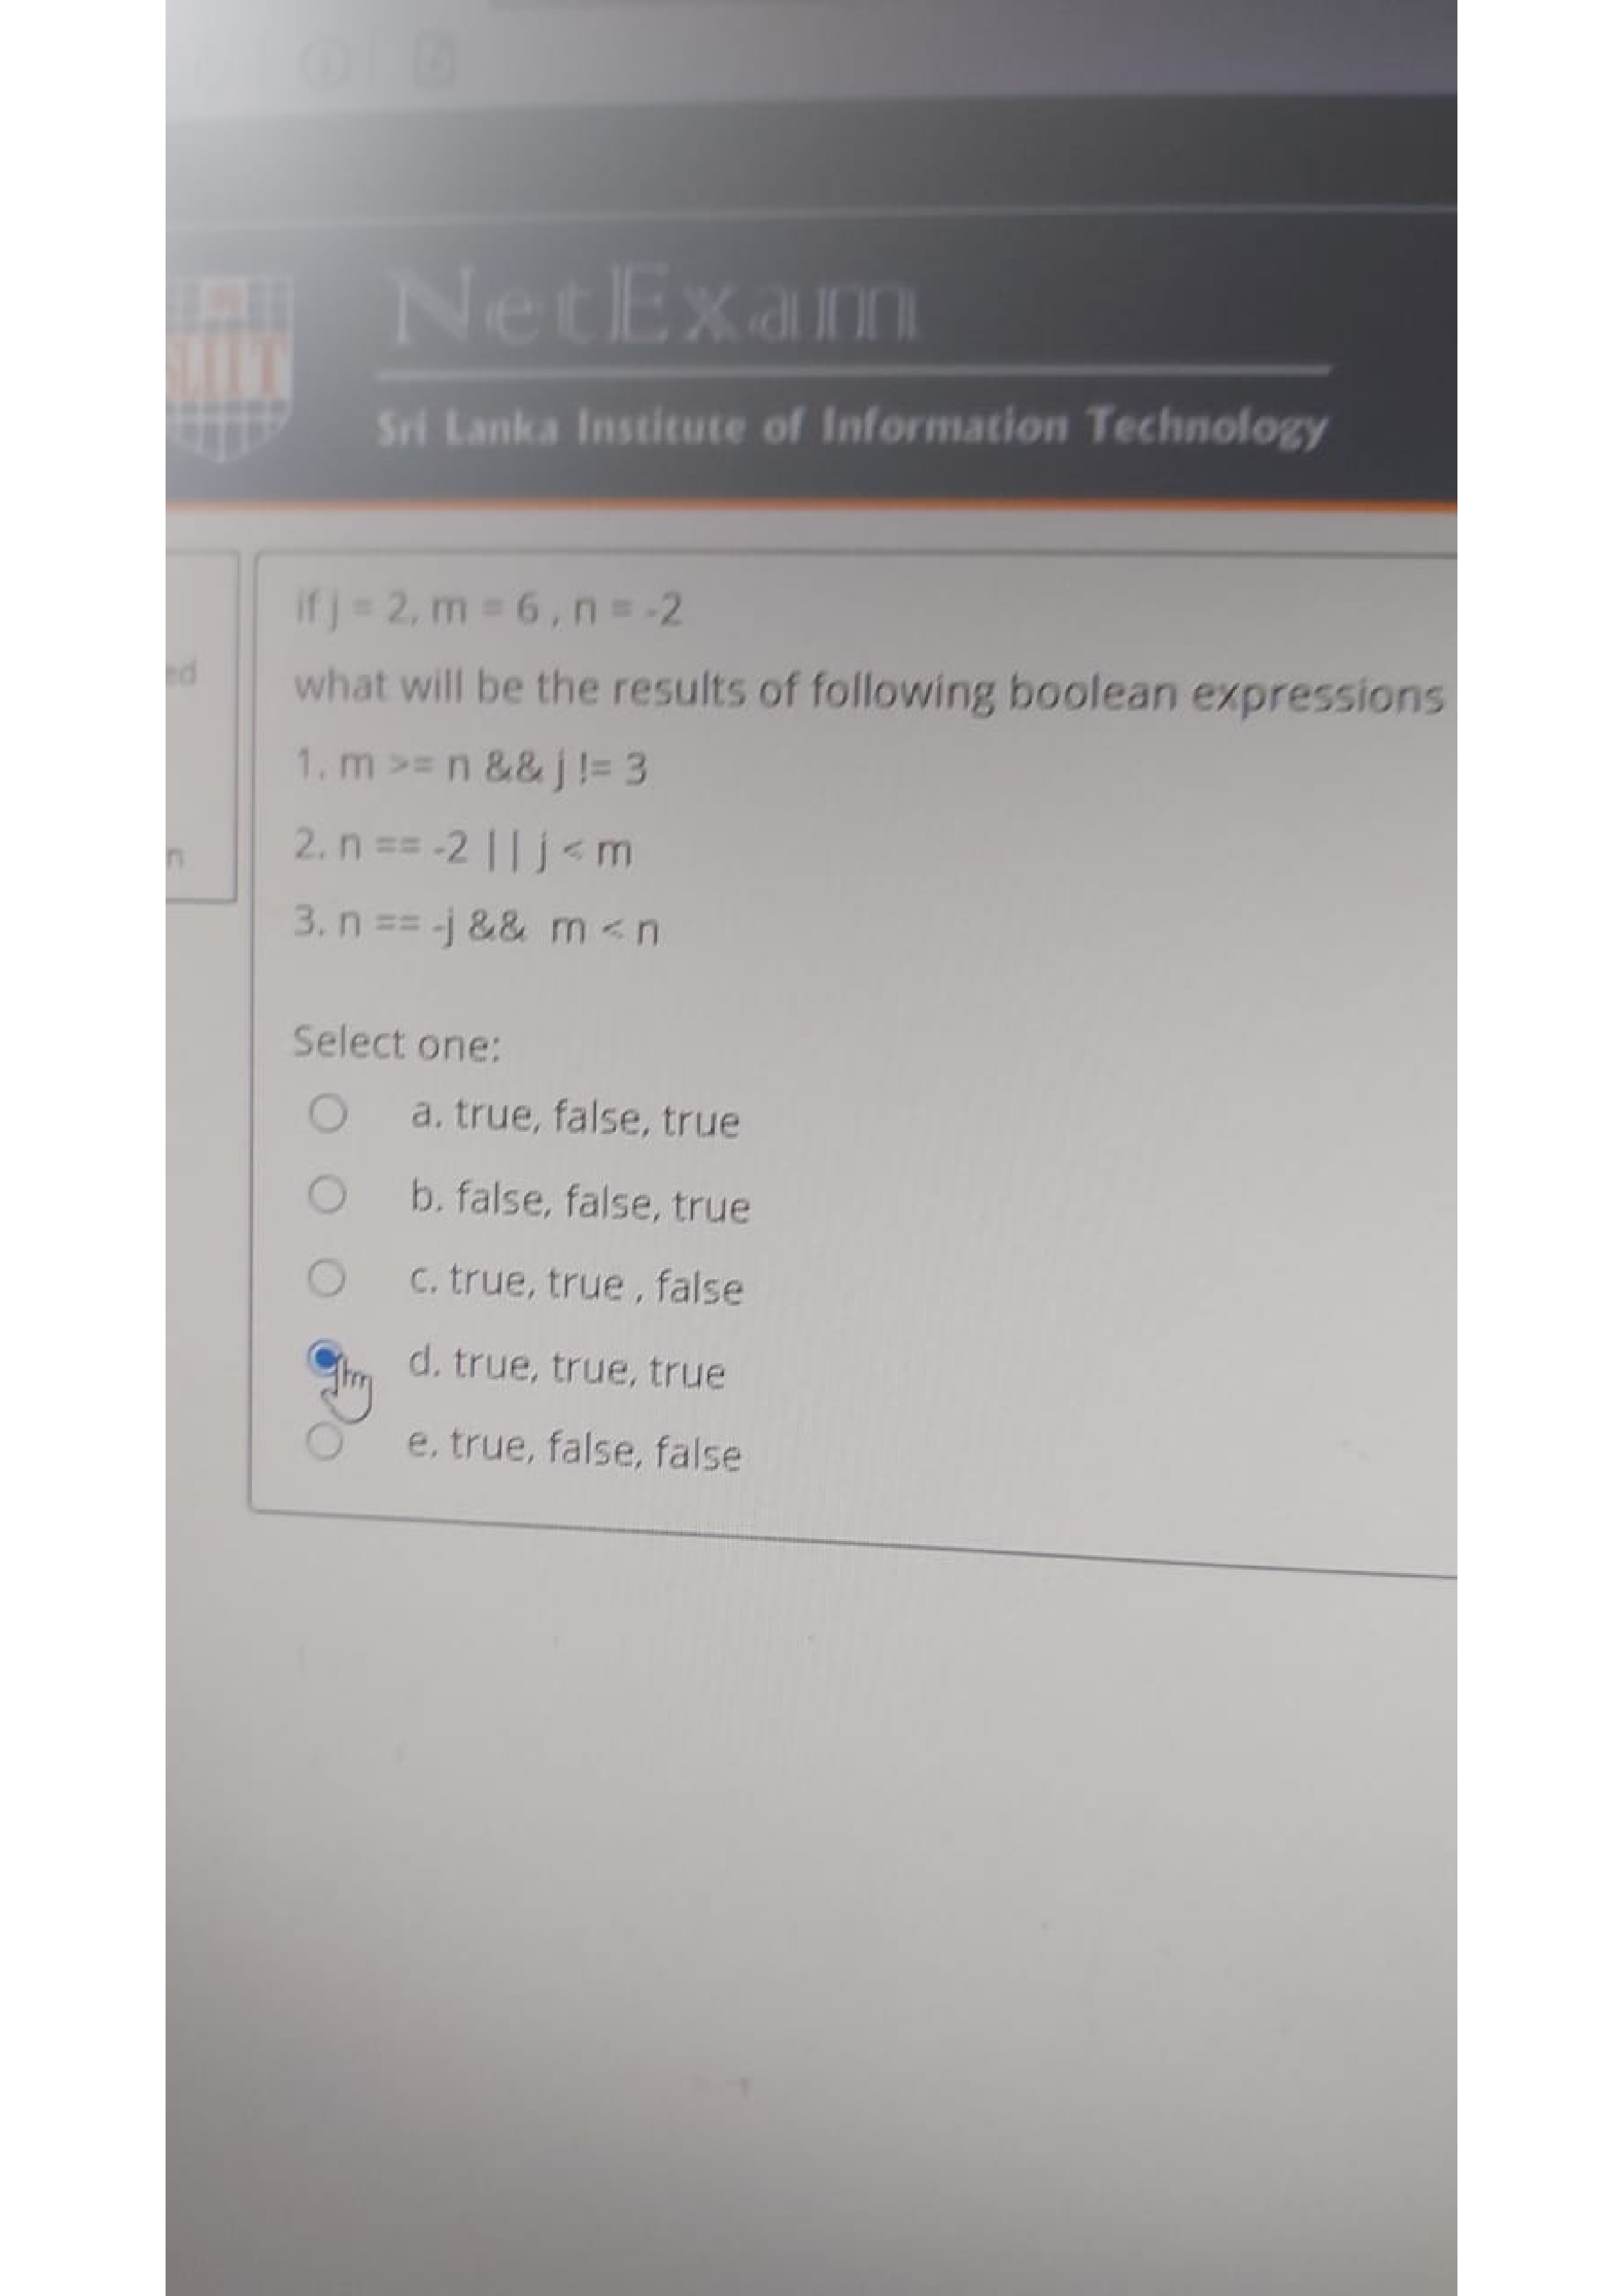 SLIIT
NetExam
Sri Lanka Institute of Information Technology
ed
n
if j = 2, m = 6 , n = -2
what will be the results of following boolean expressions
1. m >= n && j != 3
2. n == -2 || j < m
3. n == -j && m < n
Select one:
a. true, false, true
b. false, false, true
c. true, true , false
d. true, true, true
e. true, false, false